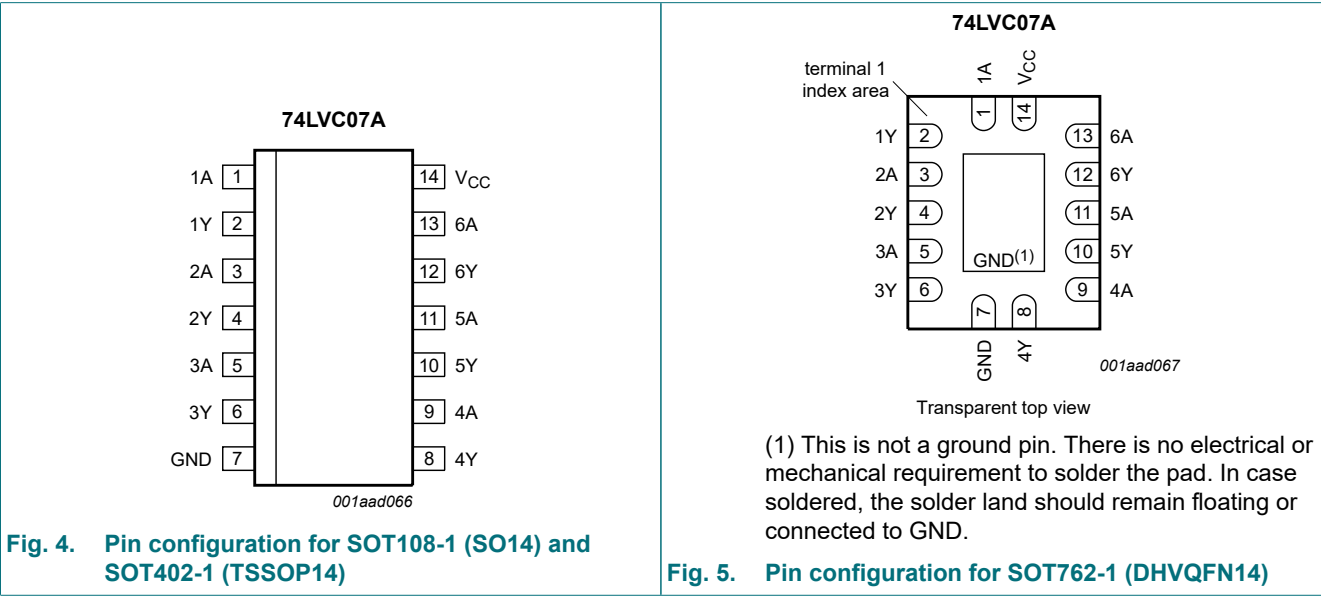 74LVC07A
1A 1 14 VCC
1Y 2 13 6A
2A 3 12 6Y
2Y 4 11 5A
3A 5 10 5Y
3Y 6 9 4A
GND 7 8 4Y
001aad066
Fig. 4. Pin configuration for SOT108-1 (SO14) and
SOT402-1 (TSSOP14)
74LVC07A
terminal 1
index area
1A VCC
1 14
1Y 2 13 6A
2A 3 12 6Y
2Y 4 11 5A
3A 5 10 5Y
GND(1)
3Y 6 9 4A
7 8
GND 4Y
001aad067
Transparent top view
(1) This is not a ground pin. There is no electrical or
mechanical requirement to solder the pad. In case
soldered, the solder land should remain floating or
connected to GND.
Fig. 5. Pin configuration for SOT762-1 (DHVQFN14)